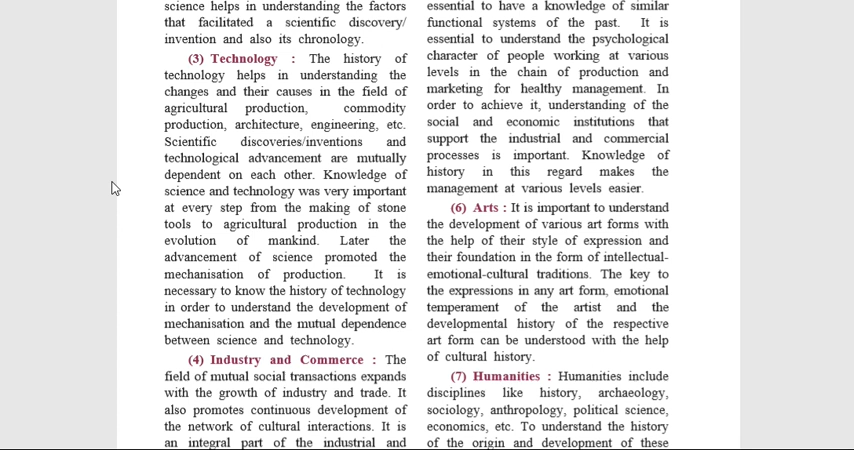 science helps in understanding the factors
that facilitated a scientific discovery/
invention and also its chronology.
(3) Technology : The history of
technology helps in understanding the
changes and their causes in the field of
agricultural production, commodity
production, architecture, engineering, etc.
Scientific discoveries/inventions and
technological advancement are mutually
dependent on each other. Knowledge of
science and technology was very important
at every step from the making of stone
tools to agricultural production in the
evolution of mankind. Later the
advancement of science promoted the
mechanisation of production. It is
necessary to know the history of technology
in order to understand the development of
mechanisation and the mutual dependence
between science and technology.
(4) Industry and Commerce : The
field of mutual social transactions expands
with the growth of industry and trade. It
also promotes continuous development of
the network of cultural interactions. It is
an integral part of the industrial and
essential to have a knowledge of similar
functional systems of the past. It is
essential to understand the psychological
character of people working at various
levels in the chain of production and
marketing for healthy management. In
order to achieve it, understanding of the
social and economic institutions that
support the industrial and commercial
processes is important. Knowledge of
history in this regard makes the
management at various levels easier.
(6) Arts : It is important to understand
the development of various art forms with
the help of their style of expression and
their foundation in the form of intellectual-
emotional-cultural traditions. The key to
the expressions in any art form, emotional
temperament of the artist and the
developmental history of the respective
art form can be understood with the help
of cultural history.
(7) Humanities : Humanities include
disciplines like history, archaeology,
sociology, anthropology, political science,
economics, etc. To understand the history
of the origin and development of these